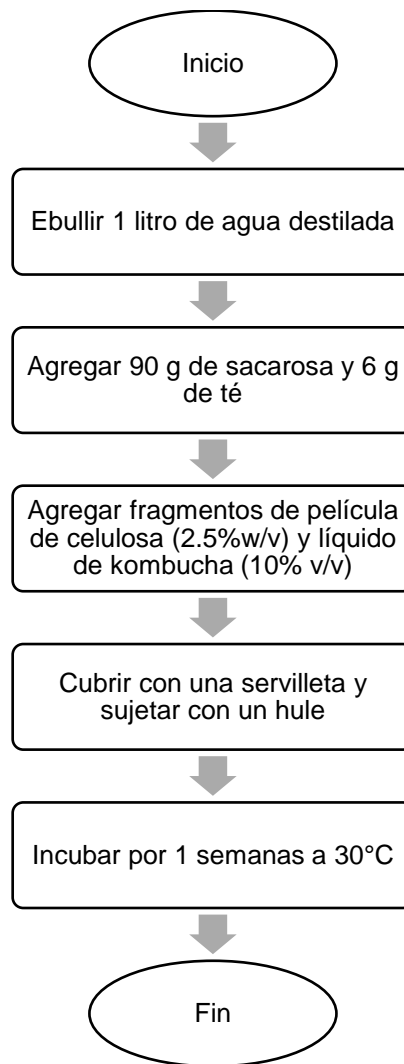 Inicio
Ebullir 1 litro de agua destilada
Agregar 90 g de sacarosa y 6 g
de té
Agregar fragmentos de película
de celulosa (2.5%w/v) y líquido
de kombucha (10% v/v)
Cubrir con una servilleta y
sujetar con un hule
Incubar por 1 semanas a 30°C
Fin